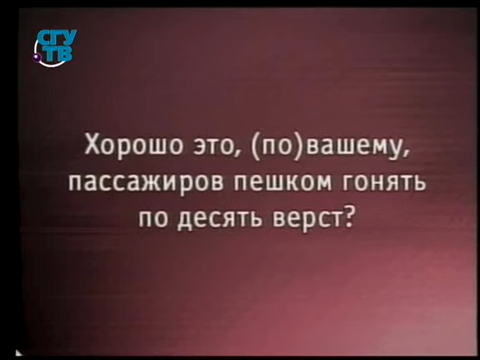 СГУ
ТВ
Хорошо это, (по)вашему,
пассажиров пешком гонять
по десять верст?